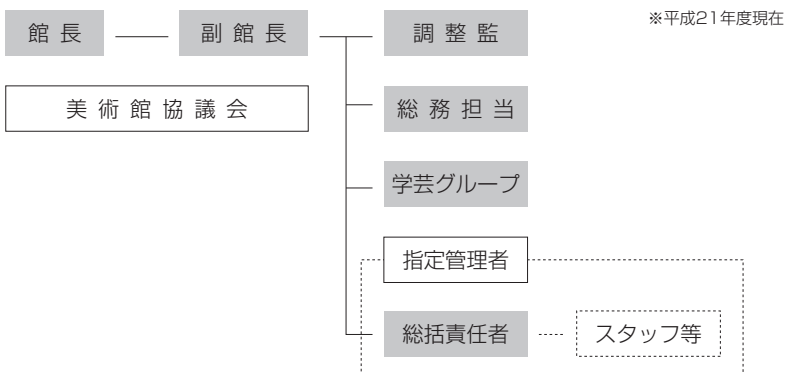 ※平成21年度現在
館長
副館長
調整監
美術館協議会
総務担当
学芸グループ
指定管理者
総括責任者
スタッフ等